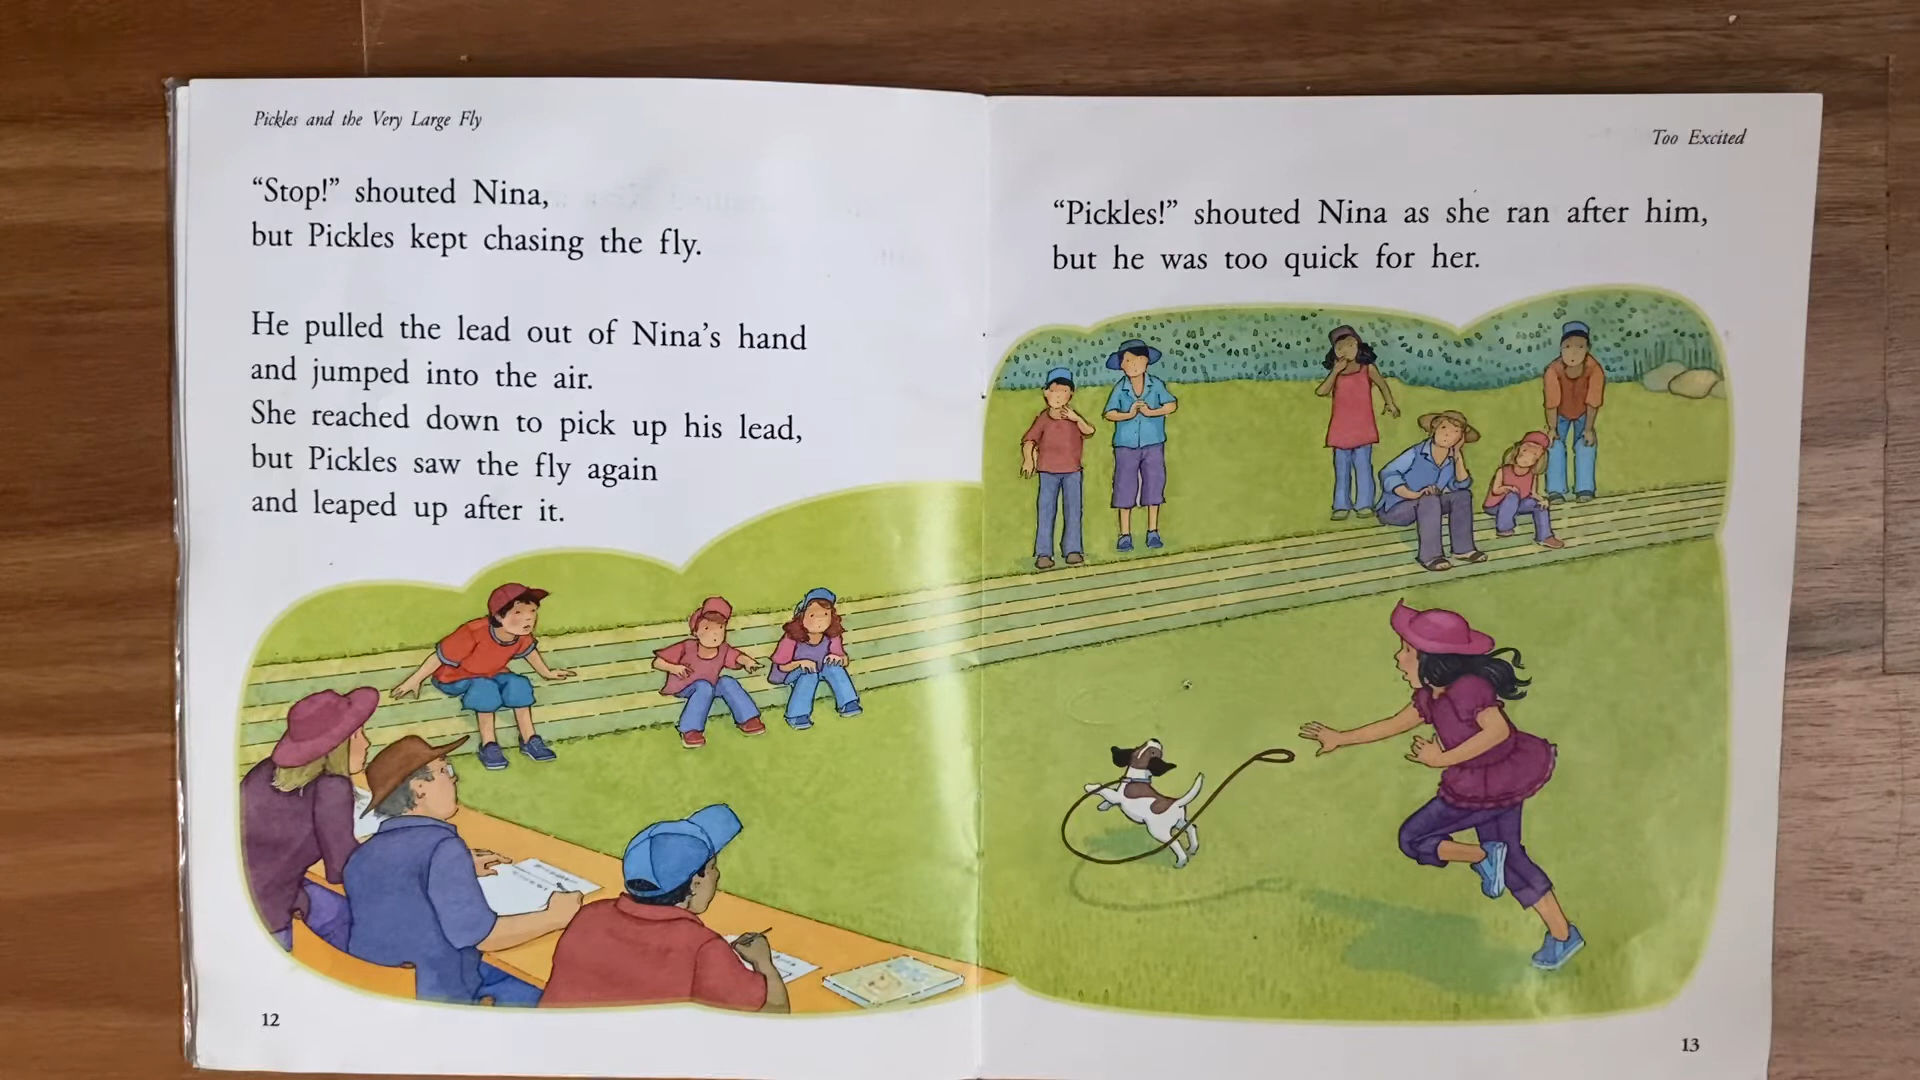 Pickles and the Very Large Fly
“Stop!” shouted Nina,
but Pickles kept chasing the fly.
He pulled the lead out of Nina’s hand
and jumped into the air.
She reached down to pick up his lead,
but Pickles saw the fly again
and leaped up after it.
12
Too Excited
“Pickles!” shouted Nina as she ran after him,
but he was too quick for her.
13